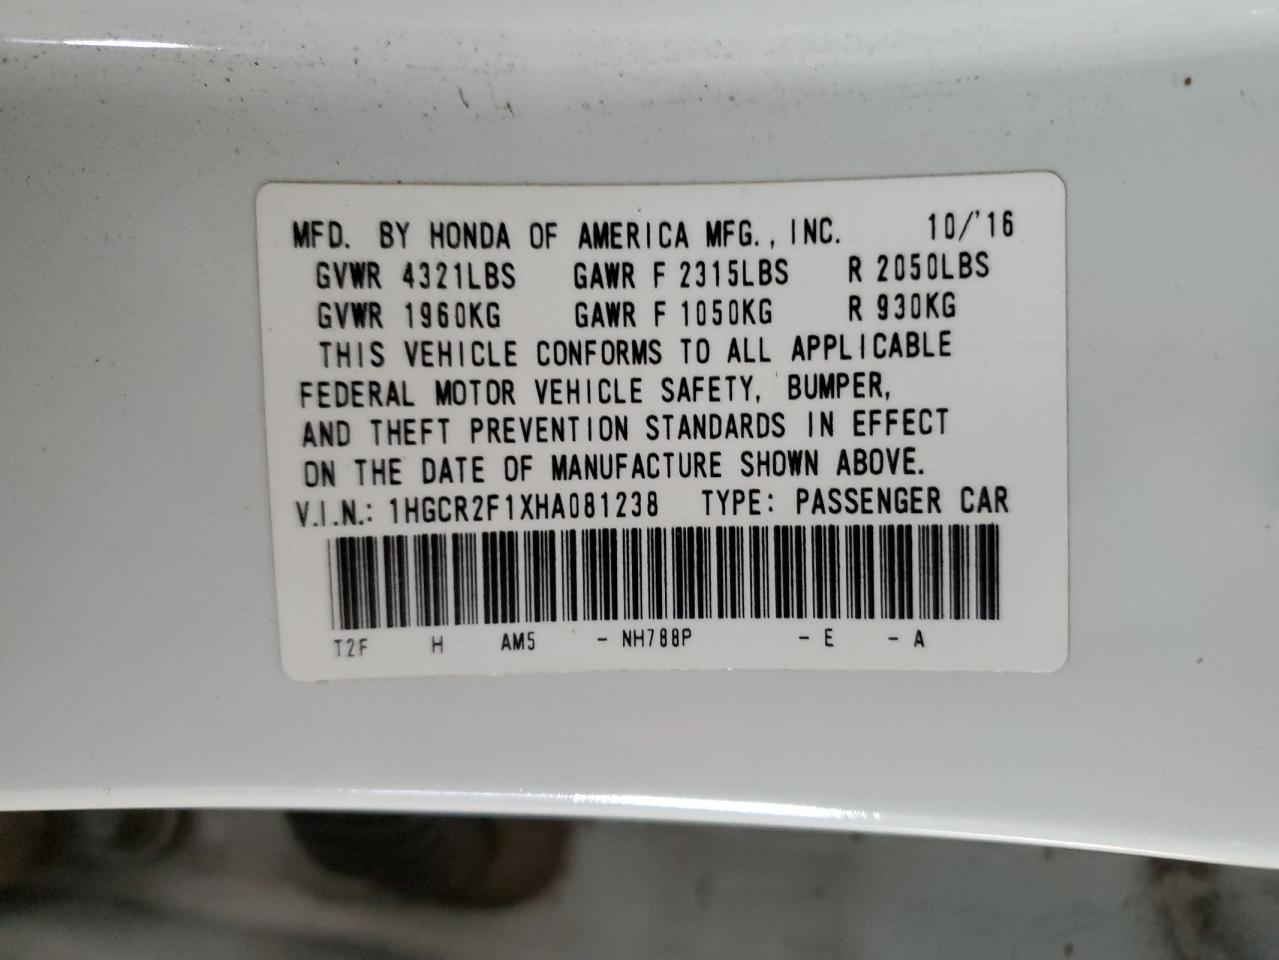 MFD. BY HONDA OF AMERICA MFG., INC. 10/'16
GVWR 4321LBS GAWR F 2315LBS R 2050LBS
GVWR 1960KG GAWR F 1050KG R 930KG
THIS VEHICLE CONFORMS TO ALL APPLICABLE
FEDERAL MOTOR VEHICLE SAFETY, BUMPER,
AND THEFT PREVENTION STANDARDS IN EFFECT
ON THE DATE OF MANUFACTURE SHOWN ABOVE.
V.I.N.: 1HGCR2F1XHA081238 TYPE: PASSENGER CAR
T2F H AM5 - NH788P - E - A